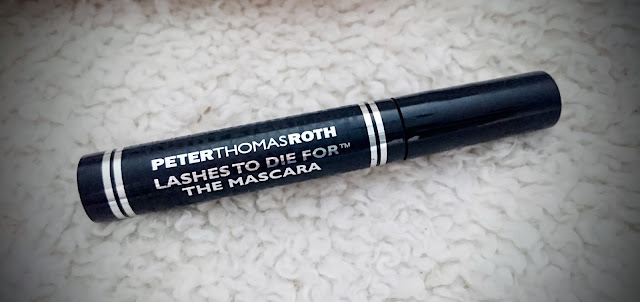 PETERTHOMASROTH
LASHES TO DIE FOR™
THE MASCARA